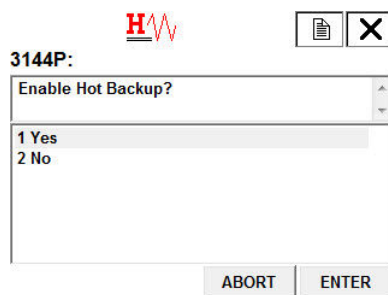 H
3144P:
Enable Hot Backup?
1 Yes
2 No
ABORT ENTER